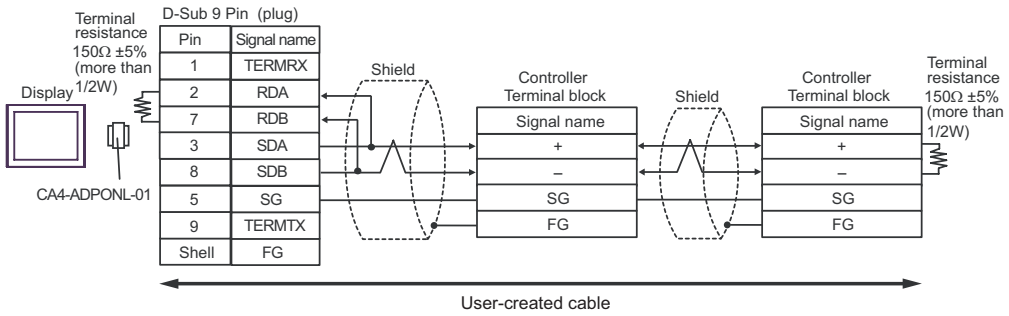 D-Sub 9 Pin (plug)
Terminal
resistance
150Ω ±5%
(more than
1/2W)
Display
CA4-ADPONL-01
Pin Signal name
1 TERMRX
2 RDA
7 RDB
3 SDA
8 SDB
5 SG
9 TERMTX
Shell FG
Shield
Controller
Terminal block
Signal name
+
–
SG
FG
Shield
Controller
Terminal block
Signal name
+
–
SG
FG
Terminal
resistance
150Ω ±5%
(more than
1/2W)
User-created cable